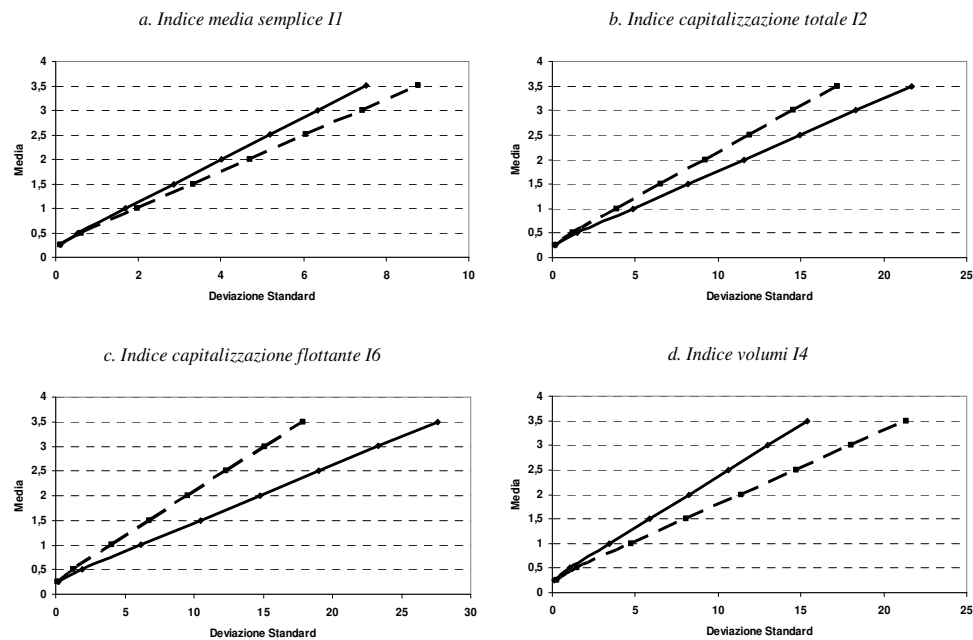 a. Indice media semplice I1
4
3,5
3
2,5
2
1,5
1
0,5
0
Media
0 2 4 6 8 10
Deviazione Standard
b. Indice capitalizzazione totale I2
4
3,5
3
2,5
2
1,5
1
0,5
0
Media
0 5 10 15 20 25
Deviazione Standard
c. Indice capitalizzazione flottante I6
4
3,5
3
2,5
2
1,5
1
0,5
0
Media
0 5 10 15 20 25 30
Deviazione Standard
d. Indice volumi I4
4
3,5
3
2,5
2
1,5
1
0,5
0
Media
0 5 10 15 20 25
Deviazione Standard